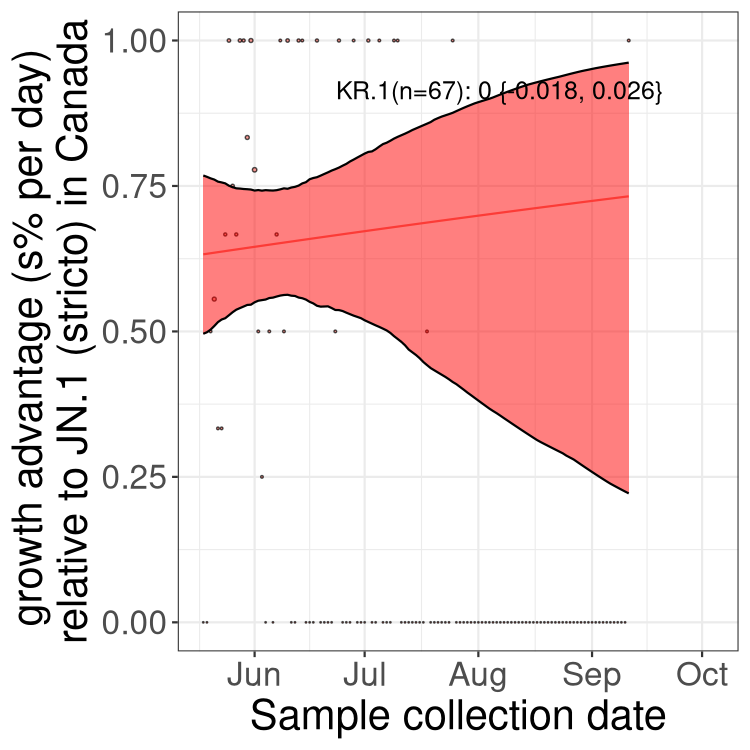 growth advantage (s% per day)
relative to JN.1 (stricto) in Canada
1.00
0.75
0.50
0.25
0.00
KR.1(n=67): 0 {-0.018, 0.026}
Jun Jul Aug Sep Oct
Sample collection date